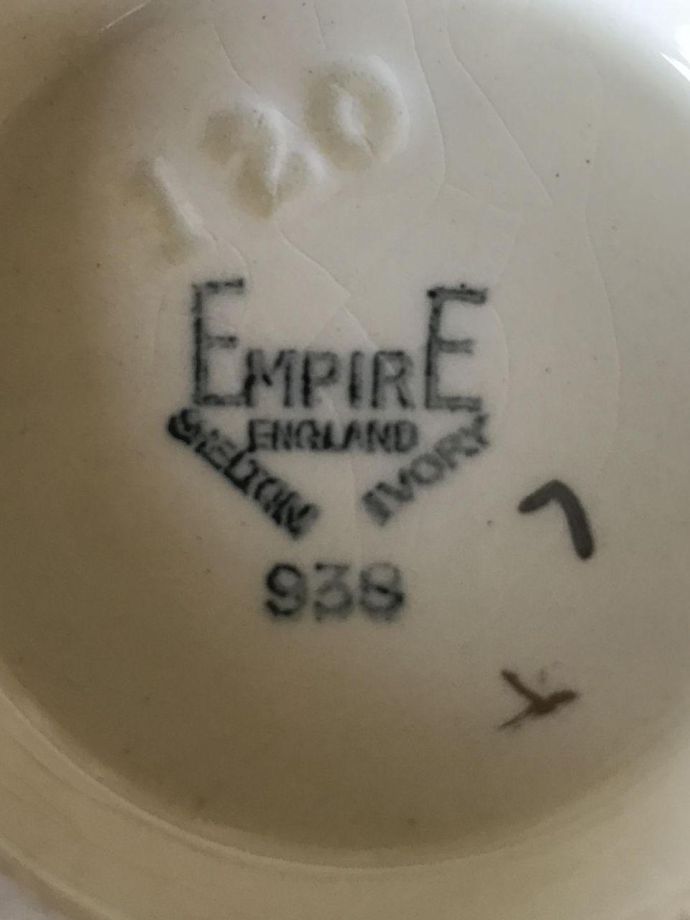 120
EMPIRE
ENGLAND
SHELTON IVORY
938